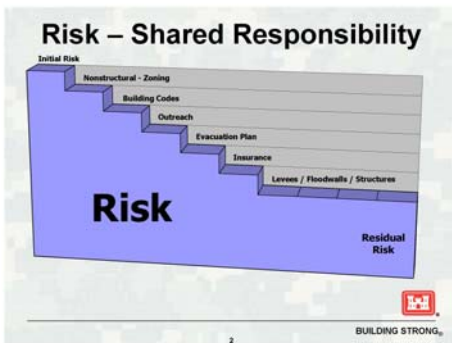 Risk – Shared Responsibility
Initial Risk
Nonstructural - Zoning
Building Codes
Outreach
Evacuation Plan
Insurance
Levees / Floodwalls / Structures
Risk
Residual
Risk
®
BUILDING STRONG®
2